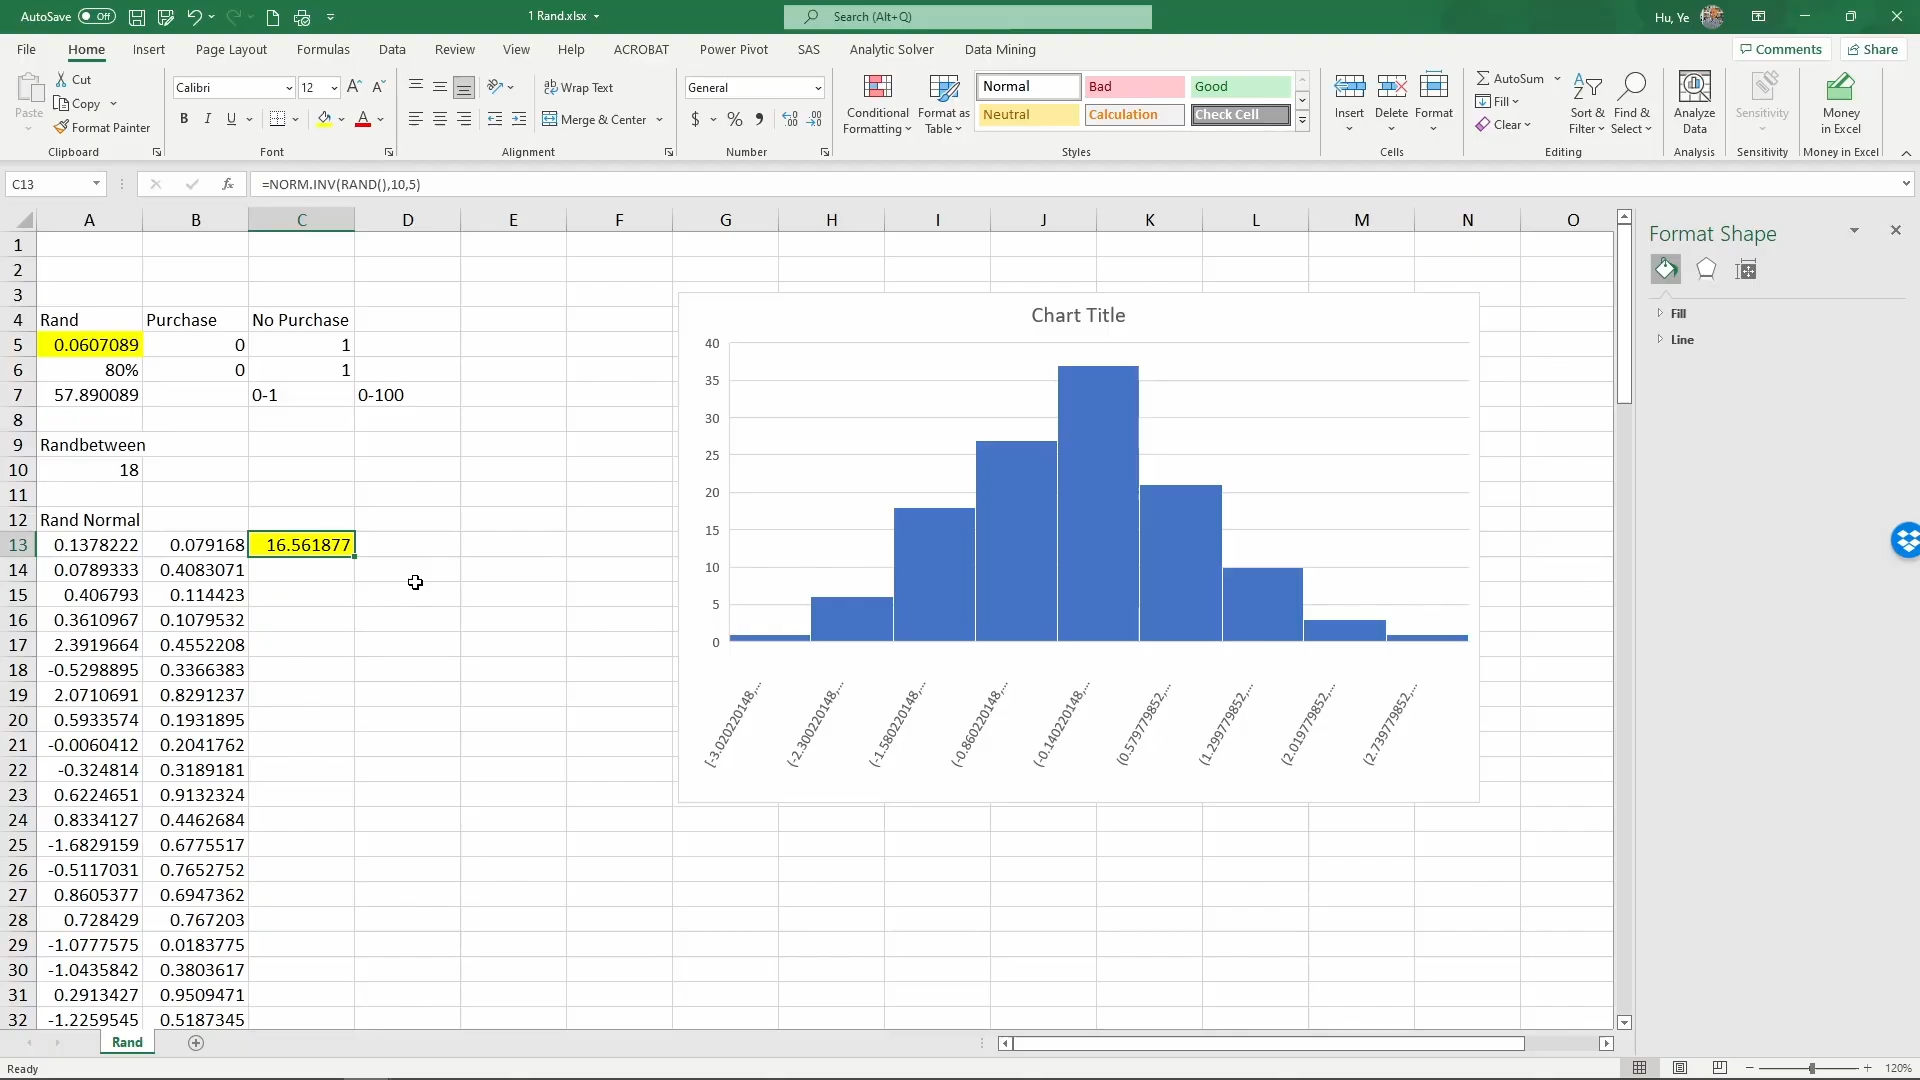 AutoSave Off 1 Rand.xlsx Search (Alt+Q) Hu, Ye
File Home Insert Page Layout Formulas Data Review View Help ACROBAT Power Pivot SAS Analytic Solver Data Mining Comments Share
Paste
Cut
Copy
Format Painter
Clipboard
Calibri 12
B I U
Font
Wrap Text
Merge & Center
Alignment
General
$ % ,
Number
Conditional Formatting
Format as Table
Normal Bad Good
Neutral Calculation Check Cell
Styles
Insert Delete Format
Cells
AutoSum
Fill
Clear
Sort & Filter
Find & Select
Editing
Analyze Data
Analysis
Sensitivity
Sensitivity
Money in Excel
Money in Excel
C13 fx =NORM.INV(RAND(),10,5)
A B C D E F G H I J K L M N O
1
2
3
4 Rand Purchase No Purchase
5 0.0607089 0 1
6 80% 0 1
7 57.890089 0-1 0-100
8
9 Randbetween
10 18
11
12 Rand Normal
13 0.1378222 0.079168 16.561877
14 0.0789333 0.4083071
15 0.406793 0.114423
16 0.3610967 0.1079532
17 2.3919664 0.4552208
18 -0.5298895 0.3366383
19 2.0710691 0.8291237
20 0.5933574 0.1931895
21 -0.0060412 0.2041762
22 -0.324814 0.3189181
23 0.6224651 0.9132324
24 0.8334127 0.4462684
25 -1.6829159 0.6775517
26 -0.5117031 0.7652752
27 0.8605377 0.6947362
28 0.728429 0.767203
29 -1.0777575 0.0183775
30 -1.0435842 0.3803617
31 0.2913427 0.9509471
32 -1.2259545 0.5187345
Chart Title
40
35
30
25
20
15
10
5
0
[-3.020220148,...
(-2.300220148,...
(-1.580220148,...
(-0.860220148,...
(-0.140220148,...
(0.579779852,...
(1.299779852,...
(2.019779852,...
(2.739779852,...
Format Shape
Fill
Line
Rand
Ready 120%